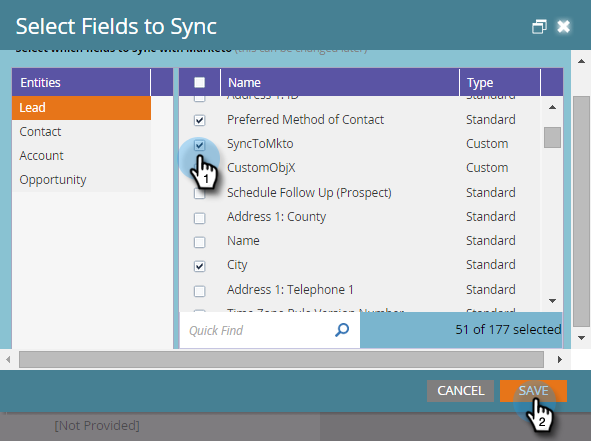 Select Fields to Sync
Select which fields to sync with Marketo (this can be changed later)
Entities
Name Type
Lead
Contact
Account
Opportunity
Address 1: ID Standard
Preferred Method of Contact Standard
SyncToMkto Custom
CustomObjX Custom
Schedule Follow Up (Prospect) Standard
Address 1: County Standard
Name Standard
City Standard
Address 1: Telephone 1 Standard
Time Zone Rule Version Number Standard
Quick Find
51 of 177 selected
CANCEL SAVE
1
2
[Not Provided]